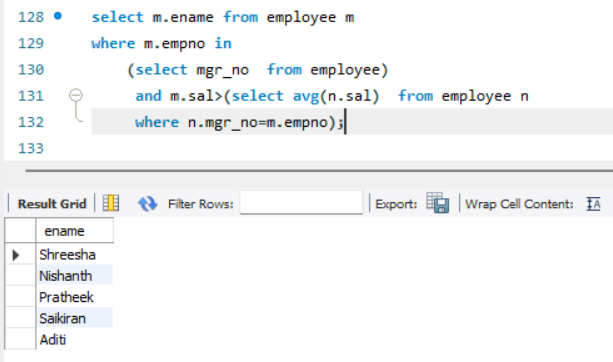 128 select m.ename from employee m
129 where m.empno in
130 (select mgr_no  from employee)
131 and m.sal>(select avg(n.sal)  from employee n
132 where n.mgr_no=m.empno);
133
Result Grid Filter Rows: Export: Wrap Cell Content: IA
ename
Shreesha
Nishanth
Pratheek
Saikiran
Aditi